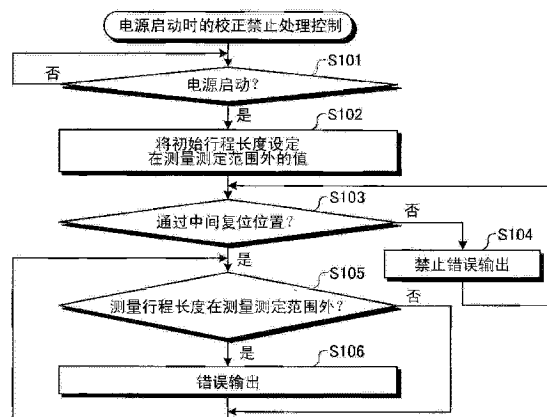 电源启动时的校正禁止处理控制
S101
电源启动?
否
是
S102
将初始行程长度设定
在测量测定范围外的值
S103
通过中间复位位置?
否
是
S104
禁止错误输出
S105
测量行程长度在测量测定范围外?
否
是
S106
错误输出